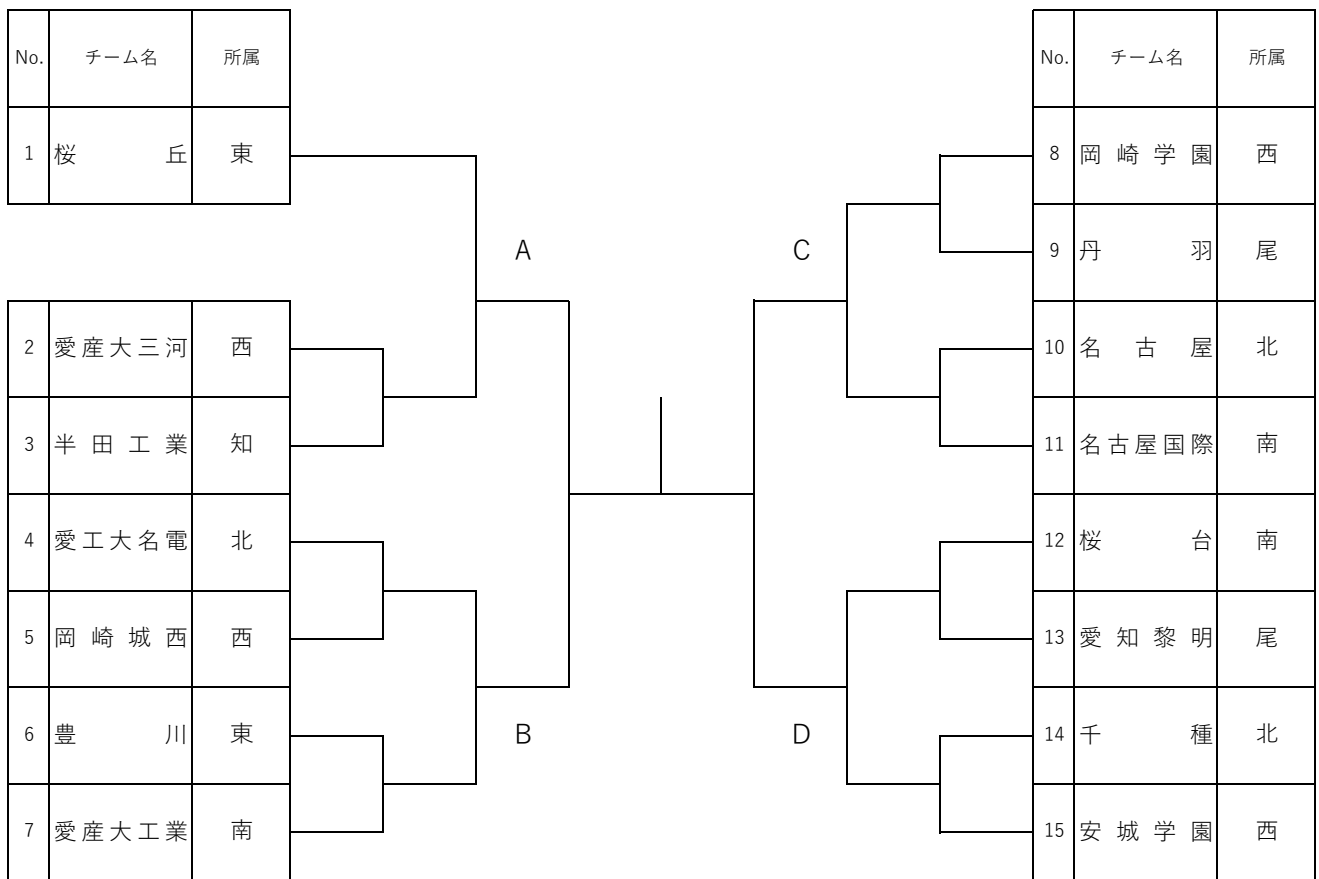 No. チーム名 所属
1 桜丘 東
A
2 愛産大三河 西
3 半田工業 知
4 愛工大名電 北
5 岡崎城西 西
6 豊川 東
B
7 愛産大工業 南
No. チーム名 所属
8 岡崎学園 西
C
9 丹羽 尾
10 名古屋 北
11 名古屋国際 南
12 桜台 南
13 愛知黎明 尾
D
14 千種 北
15 安城学園 西